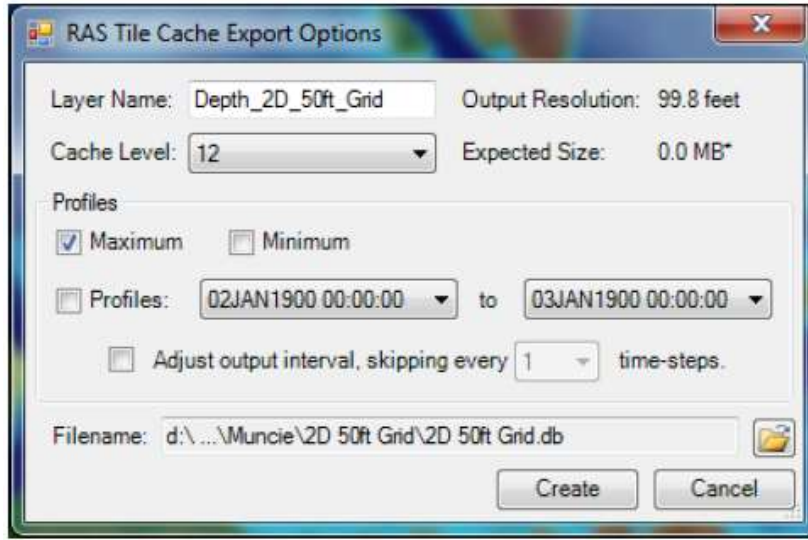 RAS Tile Cache Export Options
Layer Name: Depth_2D_50ft_Grid Output Resolution: 99.8 feet
Cache Level: 12 Expected Size: 0.0 MB*
Profiles
Maximum Minimum
Profiles: 02JAN1900 00:00:00 to 03JAN1900 00:00:00
Adjust output interval, skipping every 1 time-steps.
Filename: d:\ ...\Muncie\2D 50ft Grid\2D 50ft Grid.db
Create Cancel